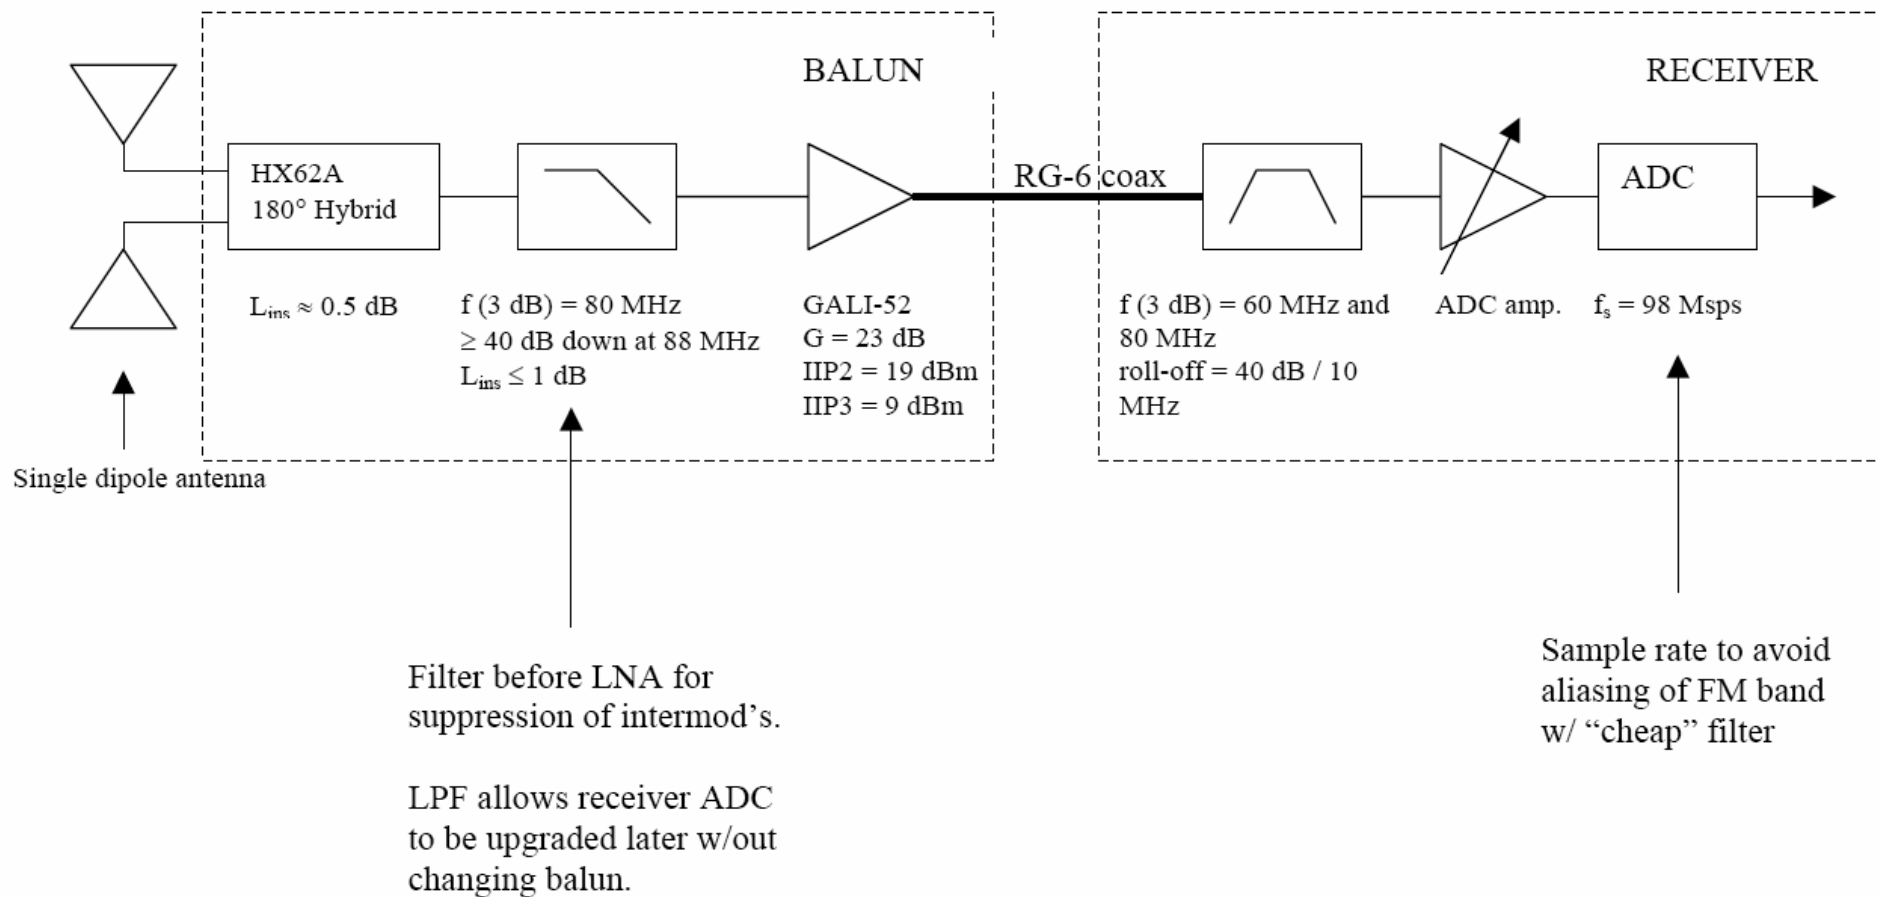 BALUN
RECEIVER
HX62A
180° Hybrid
RG-6 coax
ADC
Lins ≈ 0.5 dB
f (3 dB) = 80 MHz
≥ 40 dB down at 88 MHz
Lins ≤ 1 dB
GALI-52
G = 23 dB
IIP2 = 19 dBm
IIP3 = 9 dBm
f (3 dB) = 60 MHz and
80 MHz
roll-off = 40 dB / 10
MHz
ADC amp.
fs = 98 Msps
Single dipole antenna
Filter before LNA for
suppression of intermod's.
LPF allows receiver ADC
to be upgraded later w/out
changing balun.
Sample rate to avoid
aliasing of FM band
w/ “cheap” filter